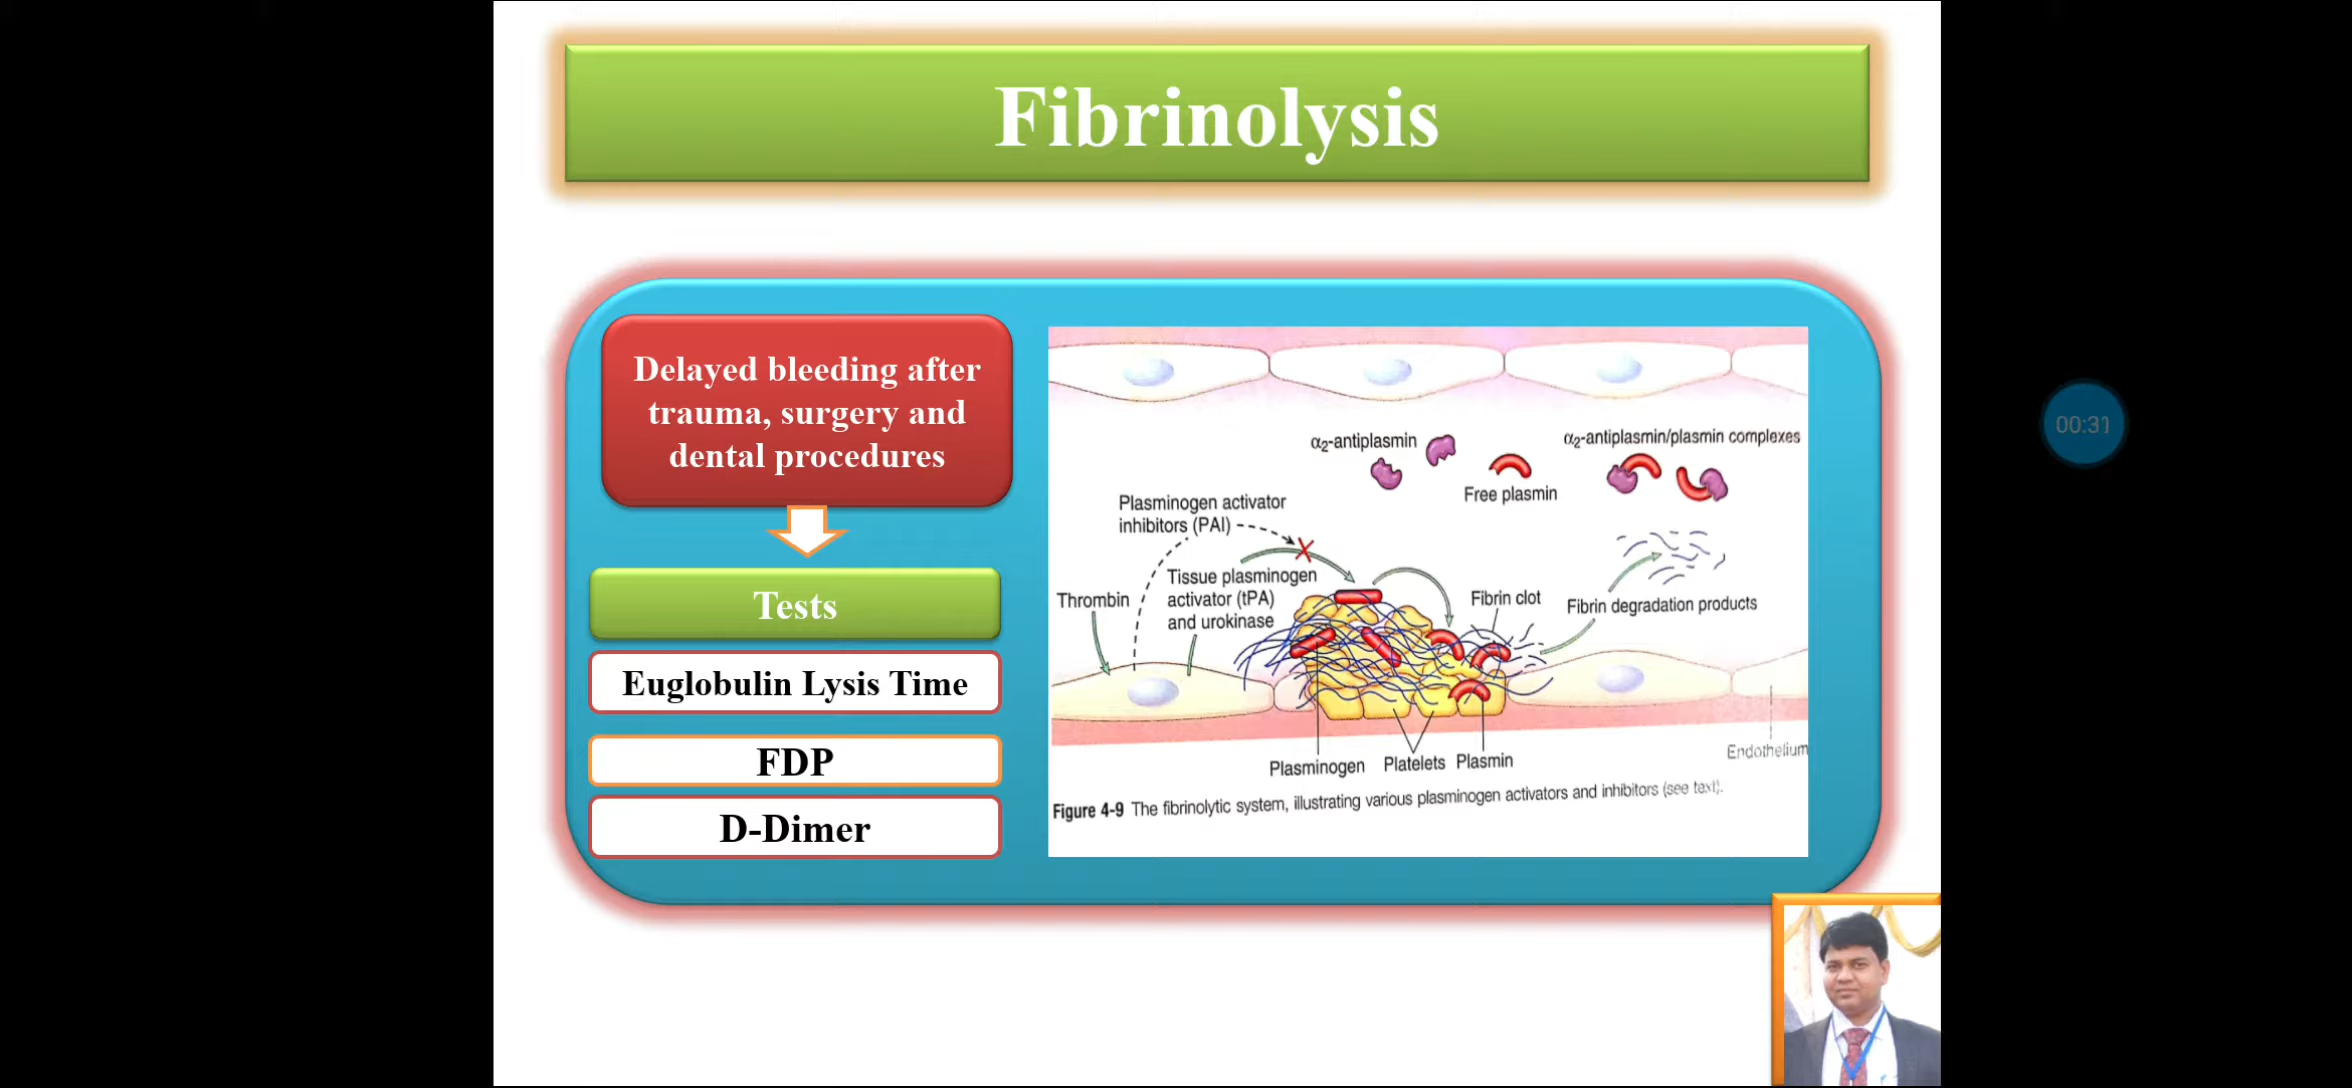 Fibrinolysis
Delayed bleeding after
trauma, surgery and
dental procedures
Tests
Euglobulin Lysis Time
FDP
D-Dimer
α2-antiplasmin
α2-antiplasmin/plasmin complexes
Free plasmin
Plasminogen activator
inhibitors (PAI)
Thrombin
Tissue plasminogen
activator (tPA)
and urokinase
Fibrin clot
Fibrin degradation products
Plasminogen
Platelets
Plasmin
Endothelium
Figure 4-9 The fibrinolytic system, illustrating various plasminogen activators and inhibitors (see text).
00:31